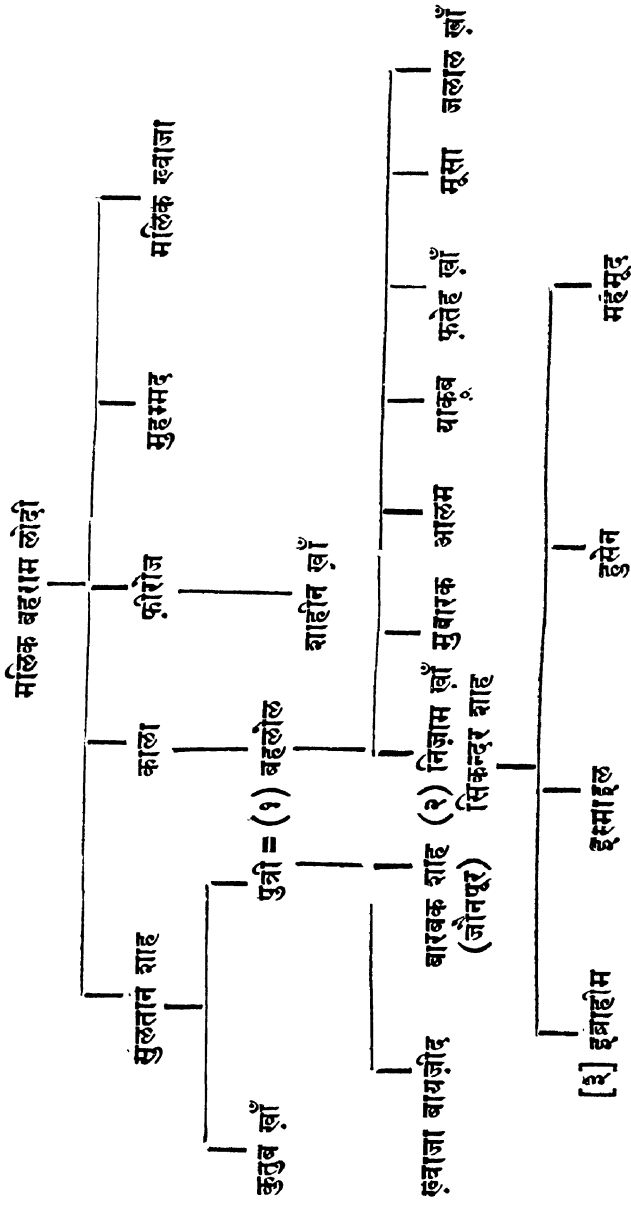 मलिक बहराम लोदी
सुलतान शाह काला फ़ीरोज मुहम्मद मलिक ख्वाजा
कुतुब ख़ाँ पुत्री = (१) बहलोल शाहीन ख़ाँ
ख़्वाजा बायज़ीद बारबक शाह (२) निज़ाम ख़ाँ मुबारक आलम याकूब फ़तेह ख़ाँ मूसा जलाल ख़ाँ
(जौनपूर) सिकन्दर शाह
[३] इब्राहीम इस्माइल हुसेन महमूद